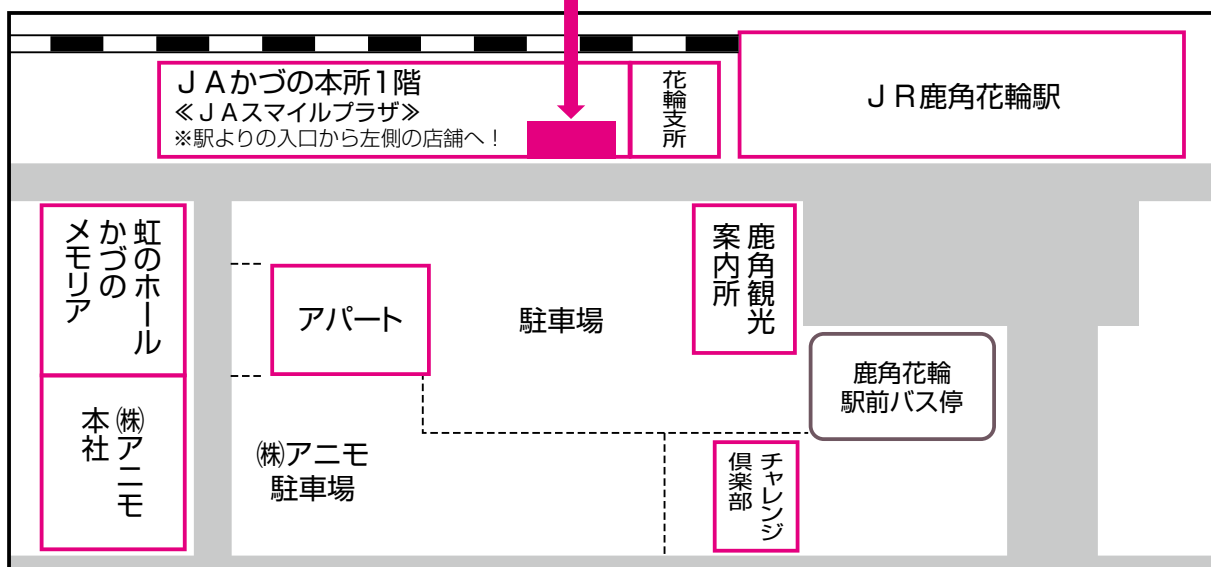 JAかづの本所1階
≪JAスマイルプラザ≫
※駅よりの入口から左側の店舗へ!
花輪支所
JR鹿角花輪駅
虹のホール
かづの
メモリア
アパート
駐車場
鹿角観光
案内所
鹿角花輪
駅前バス停
㈱アニモ
本社
㈱アニモ
駐車場
チャレンジ
倶楽部